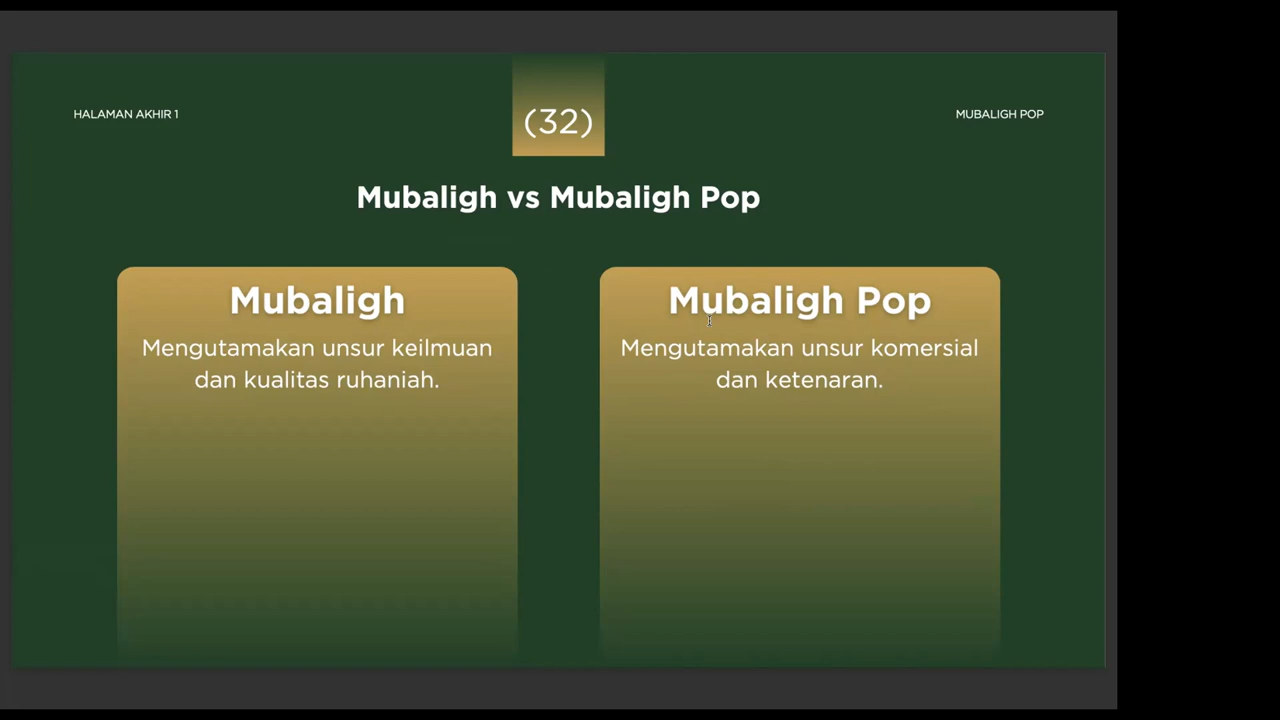 HALAMAN AKHIR 1
(32)
MUBALIGH POP
Mubaligh vs Mubaligh Pop
Mubaligh
Mengutamakan unsur keilmuan
dan kualitas ruhaniah.
Mubaligh Pop
Mengutamakan unsur komersial
dan ketenaran.